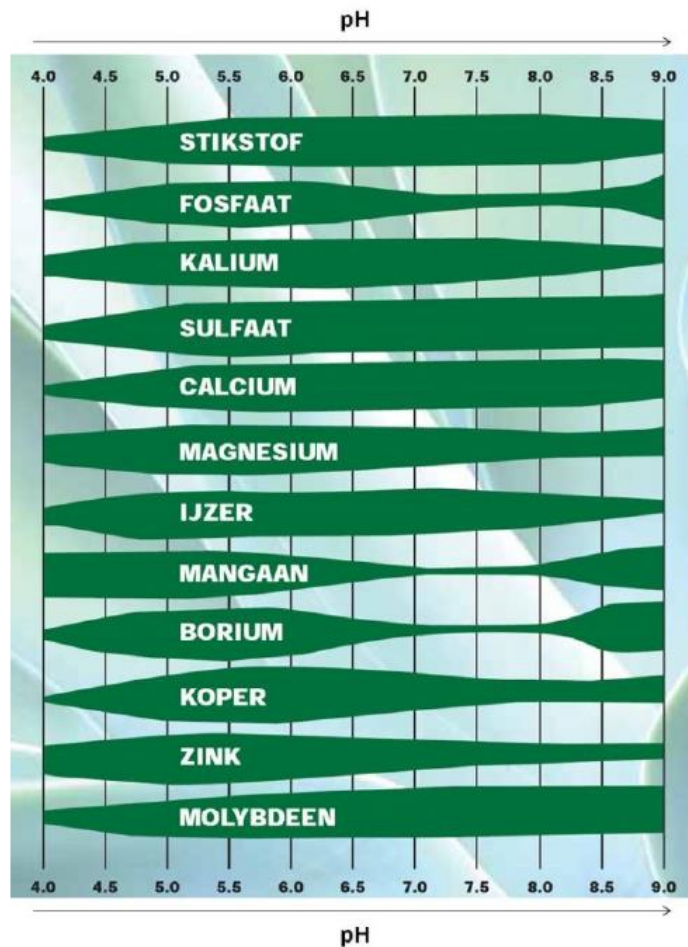 pH
4.0 4.5 5.0 5.5 6.0 6.5 7.0 7.5 8.0 8.5 9.0
STIKSTOF
FOSFAAT
KALIUM
SULFAAT
CALCIUM
MAGNESIUM
IJZER
MANGAAN
BORIUM
KOPER
ZINK
MOLYBDEEN
4.0 4.5 5.0 5.5 6.0 6.5 7.0 7.5 8.0 8.5 9.0
pH